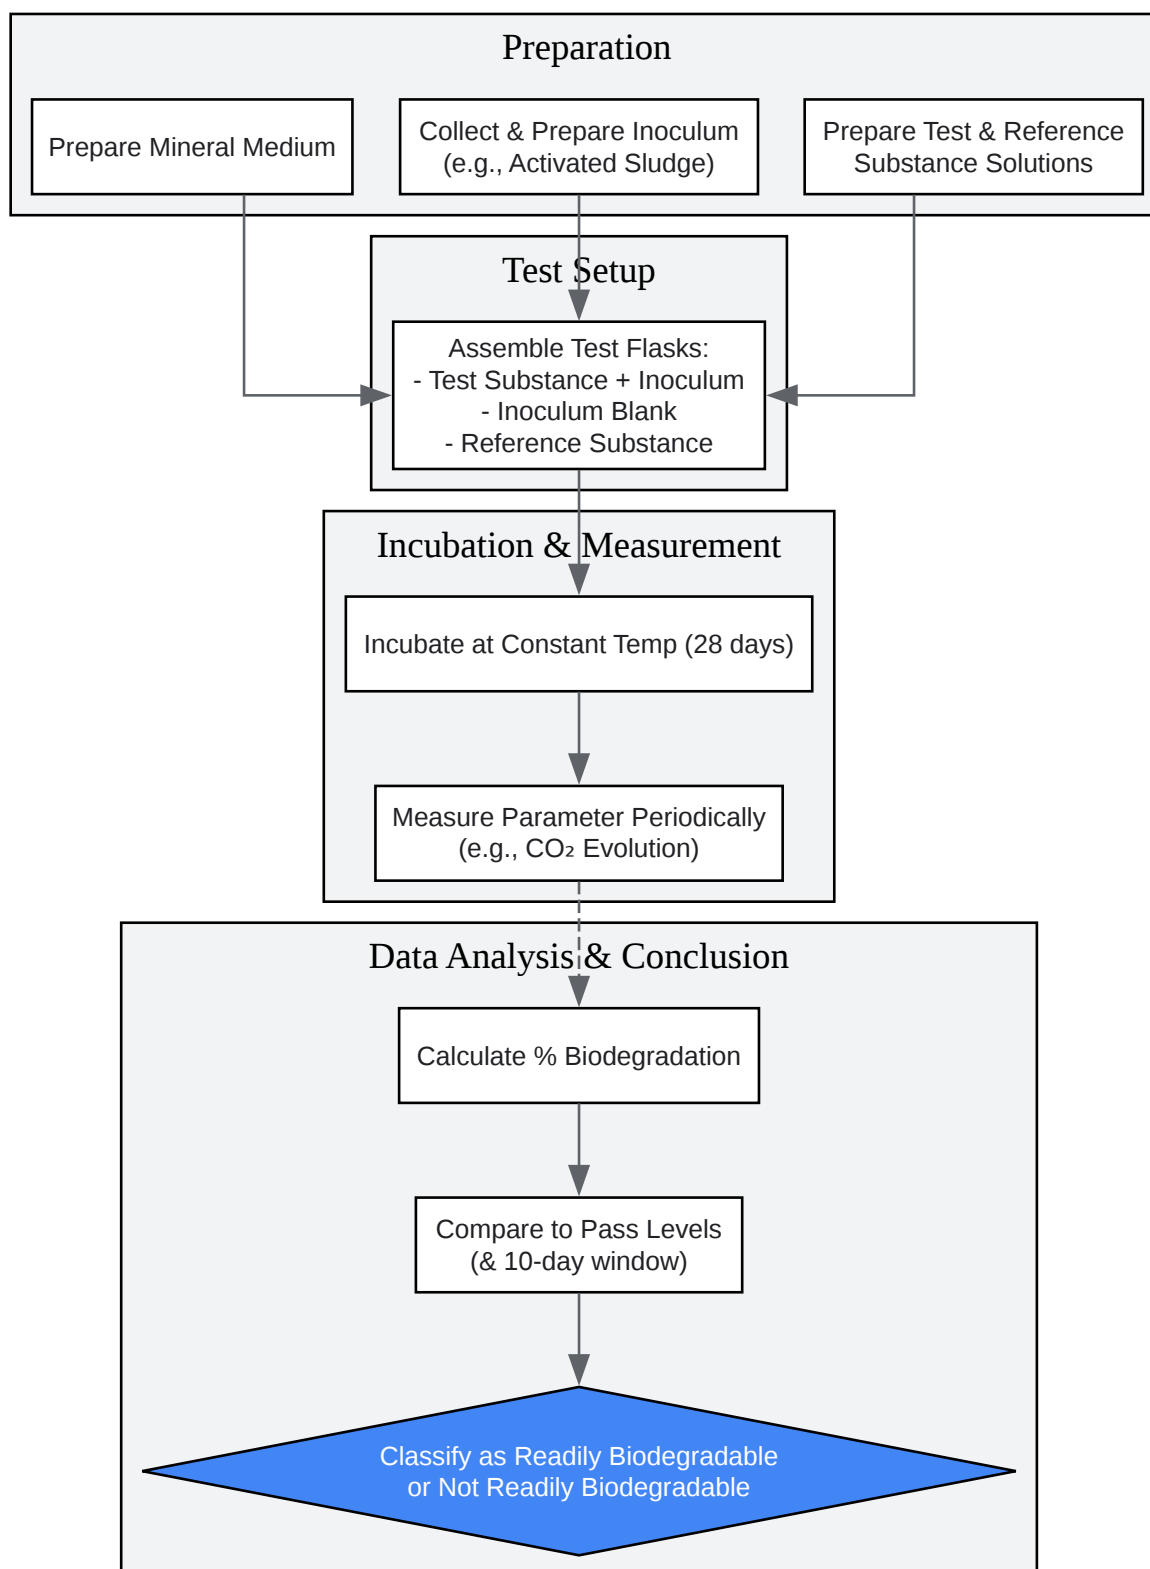 Preparation
Prepare Mineral Medium
Collect & Prepare Inoculum
(e.g., Activated Sludge)
Prepare Test & Reference
Substance Solutions
Test Setup
Assemble Test Flasks:
- Test Substance + Inoculum
- Inoculum Blank
- Reference Substance
Incubation & Measurement
Incubate at Constant Temp (28 days)
Measure Parameter Periodically
(e.g., CO₂ Evolution)
Data Analysis & Conclusion
Calculate % Biodegradation
Compare to Pass Levels
(& 10-day window)
Classify as Readily Biodegradable
or Not Readily Biodegradable